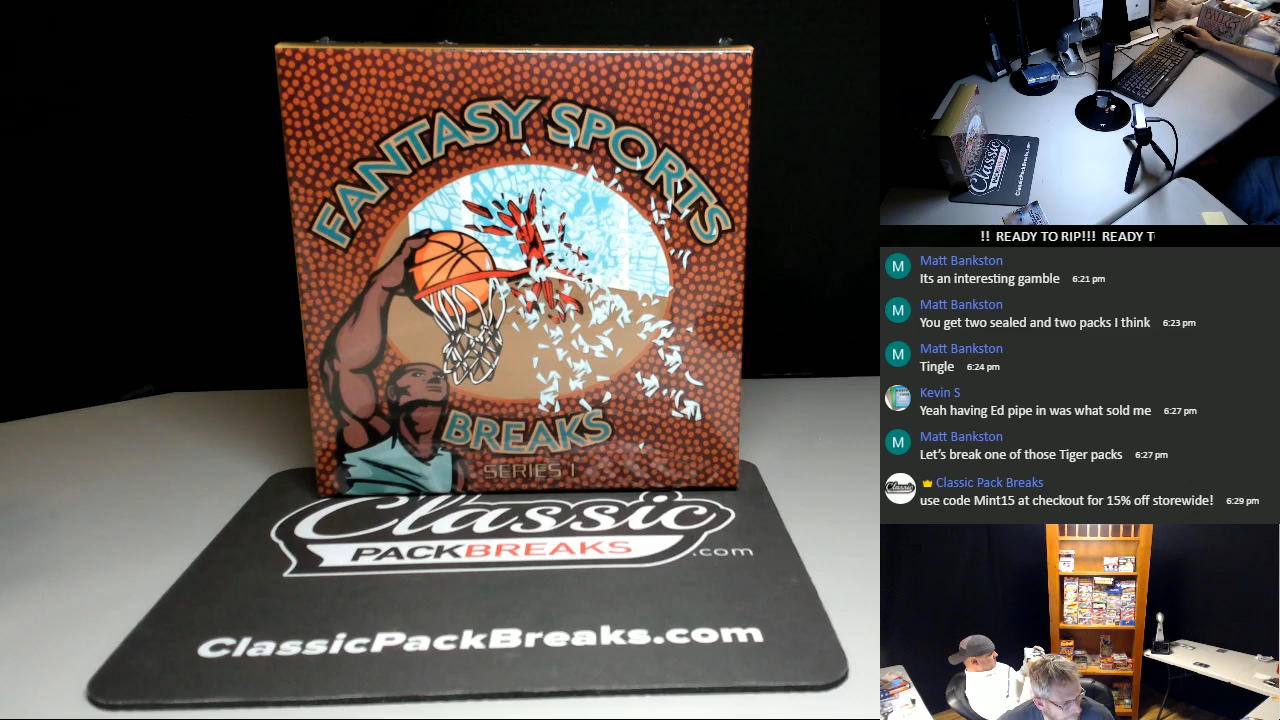 FANTASY SPORTS
BREAKS
SERIES 1
Classic
PACKBREAKS
.com
ClassicPackBreaks.com
!! READY TO RIP!!! READY T
Matt Bankston
Its an interesting gamble 6:21 pm
Matt Bankston
You get two sealed and two packs I think 6:23 pm
Matt Bankston
Tingle 6:24 pm
Kevin S
Yeah having Ed pipe in was what sold me 6:27 pm
Matt Bankston
Let's break one of those Tiger packs 6:27 pm
Classic Pack Breaks
use code Mint15 at checkout for 15% off storewide! 6:29 pm